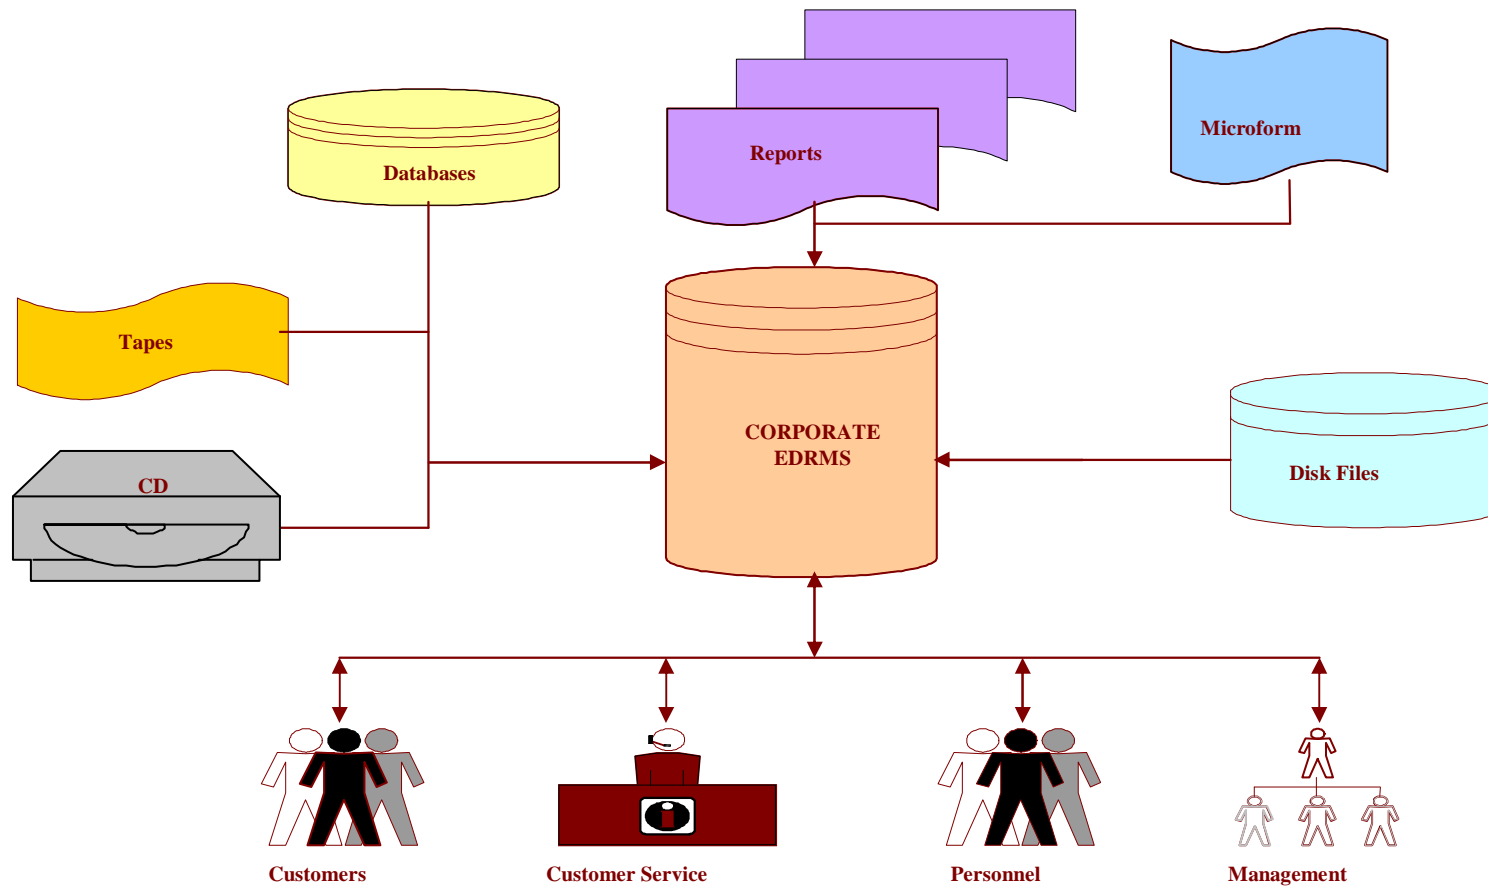 Microform
Reports
Databases
Tapes
CORPORATE
EDRMS
Disk Files
CD
Customers
Customer Service
Personnel
Management